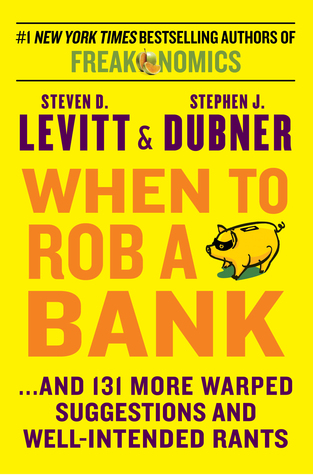 #1 NEW YORK TIMES BESTSELLING AUTHORS OF
FREAKONOMICS
STEVEN D. STEPHEN J.
LEVITT & DUBNER
WHEN TO
ROB A
BANK
...AND 131 MORE WARPED
SUGGESTIONS AND
WELL-INTENDED RANTS